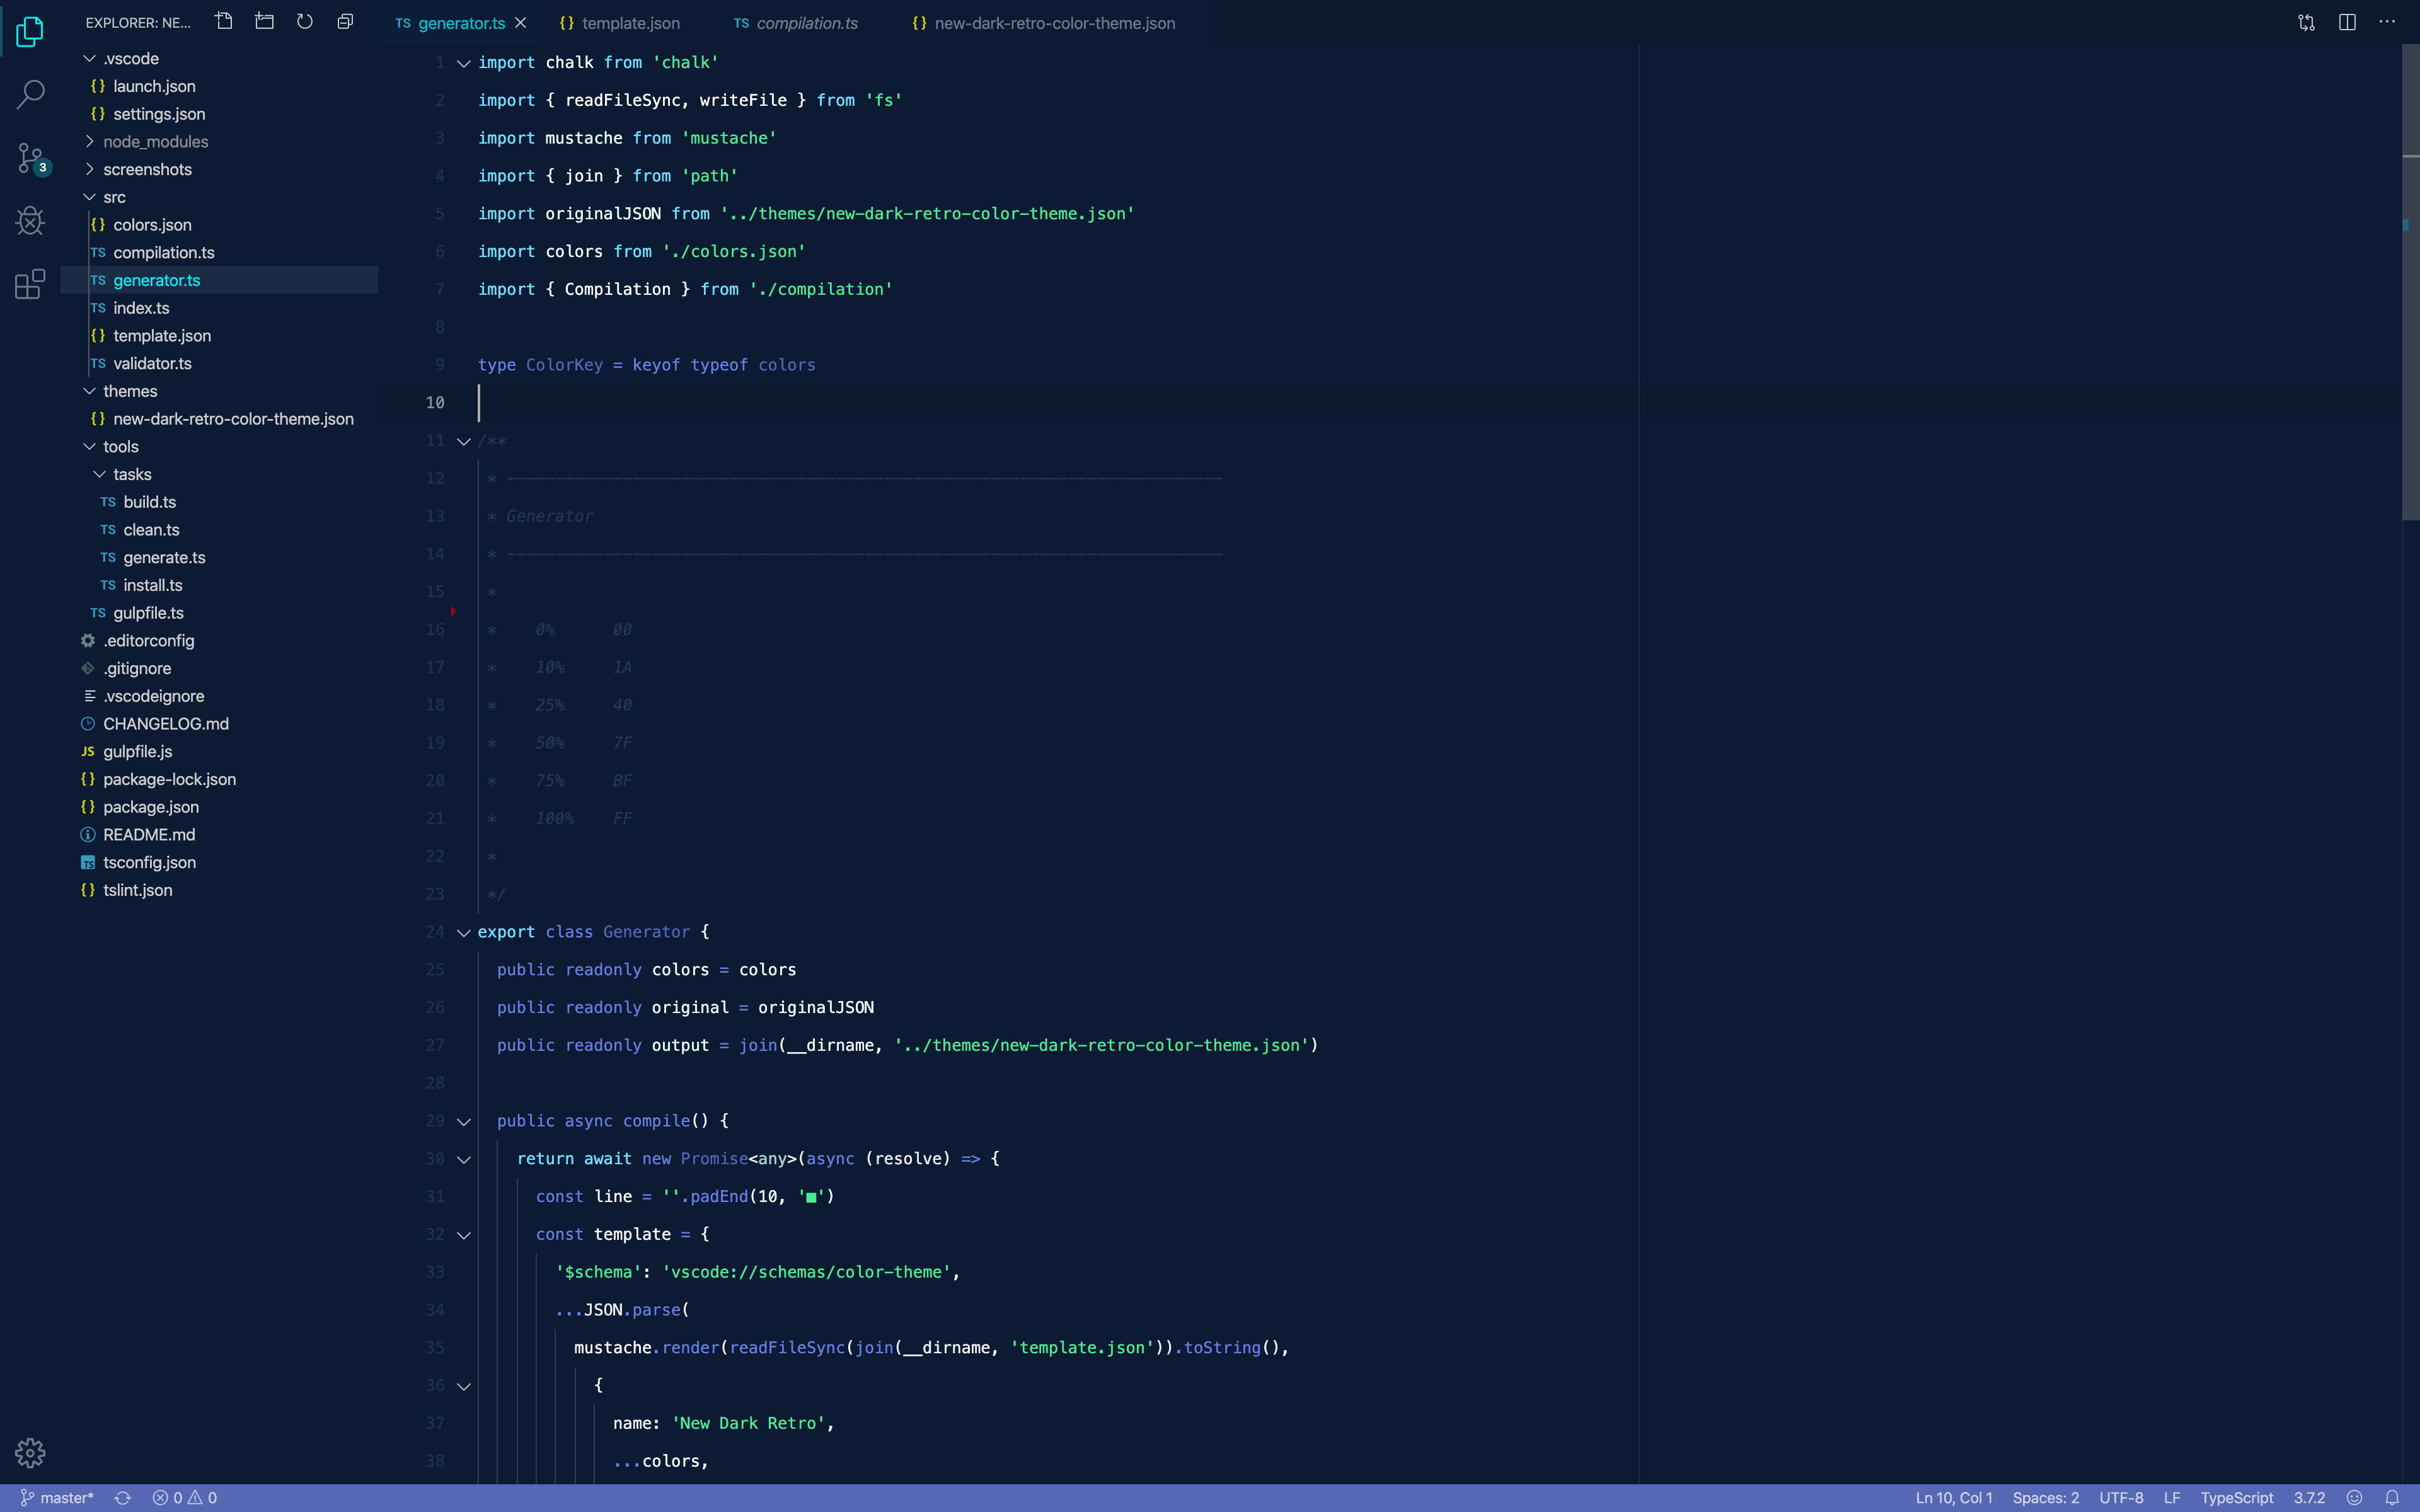 EXPLORER: NE...
.vscode
{} launch.json
{} settings.json
node_modules
screenshots
3
src
{} colors.json
TS compilation.ts
TS generator.ts
TS index.ts
{} template.json
TS validator.ts
themes
{} new-dark-retro-color-theme.json
tools
tasks
TS build.ts
TS clean.ts
TS generate.ts
TS install.ts
TS gulpfile.ts
.editorconfig
.gitignore
.vscodeignore
CHANGELOG.md
JS gulpfile.js
{} package-lock.json
{} package.json
README.md
TS tsconfig.json
{} tslint.json
TS generator.ts {} template.json TS compilation.ts {} new-dark-retro-color-theme.json
1 import chalk from 'chalk'
2 import { readFileSync, writeFile } from 'fs'
3 import mustache from 'mustache'
4 import { join } from 'path'
5 import originalJSON from '../themes/new-dark-retro-color-theme.json'
6 import colors from './colors.json'
7 import { Compilation } from './compilation'
8
9 type ColorKey = keyof typeof colors
10
11 /**
12 * --------------------------------------------------------------------------
13 * Generator
14 * --------------------------------------------------------------------------
15 *
16 * 0% 00
17 * 10% 1A
18 * 25% 40
19 * 50% 7F
20 * 75% BF
21 * 100% FF
22 *
23 */
24 export class Generator {
25 public readonly colors = colors
26 public readonly original = originalJSON
27 public readonly output = join(__dirname, '../themes/new-dark-retro-color-theme.json')
28
29 public async compile() {
30 return await new Promise<any>(async (resolve) => {
31 const line = ''.padEnd(10, '■')
32 const template = {
33 '$schema': 'vscode://schemas/color-theme',
34 ...JSON.parse(
35 mustache.render(readFileSync(join(__dirname, 'template.json')).toString(),
36 {
37 name: 'New Dark Retro',
38 ...colors,
master* 0 0 Ln 10, Col 1 Spaces: 2 UTF-8 LF TypeScript 3.7.2